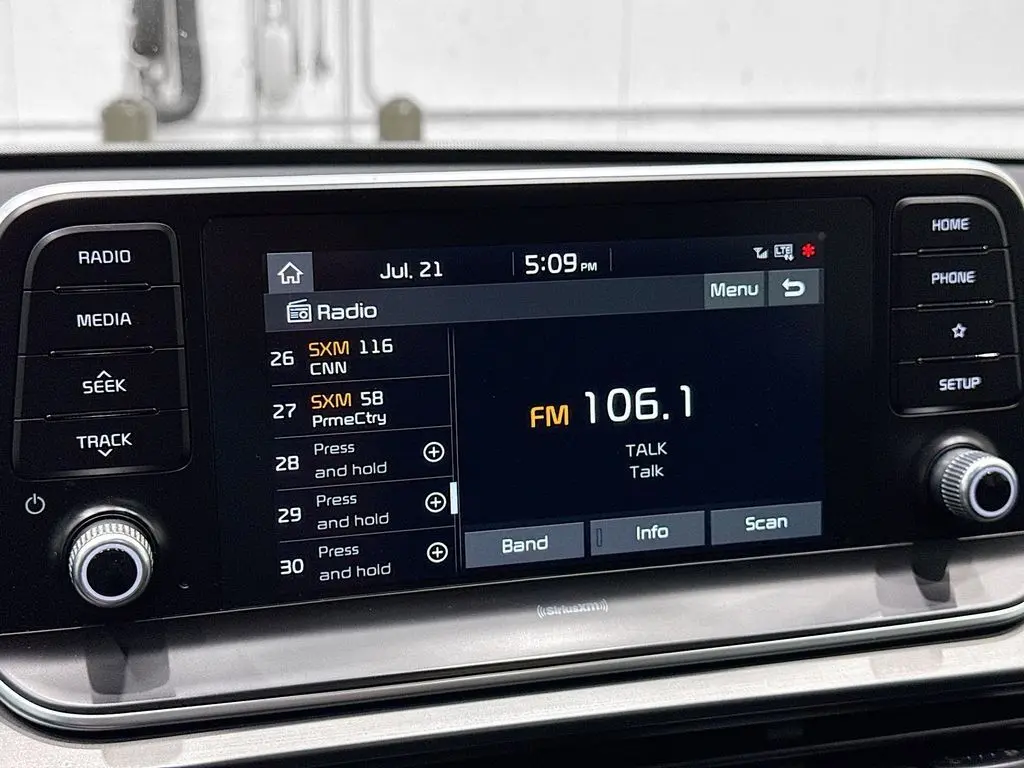 RADIO
MEDIA
SEEK
TRACK
Jul. 21
5:09 PM
LTE
Radio
Menu
26 SXM 116
CNN
27 SXM 58
PrmeCtry
28 Press
and hold
29 Press
and hold
30 Press
and hold
FM 106.1
TALK
Talk
Band
Info
Scan
HOME
PHONE
SETUP
((SiriusXM))